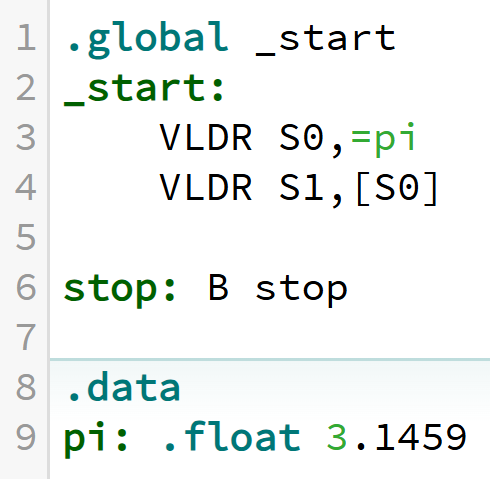 1 .global _start
2 _start:
3     VLDR S0,=pi
4     VLDR S1,[S0]
5
6 stop: B stop
7
8 .data
9 pi: .float 3.1459